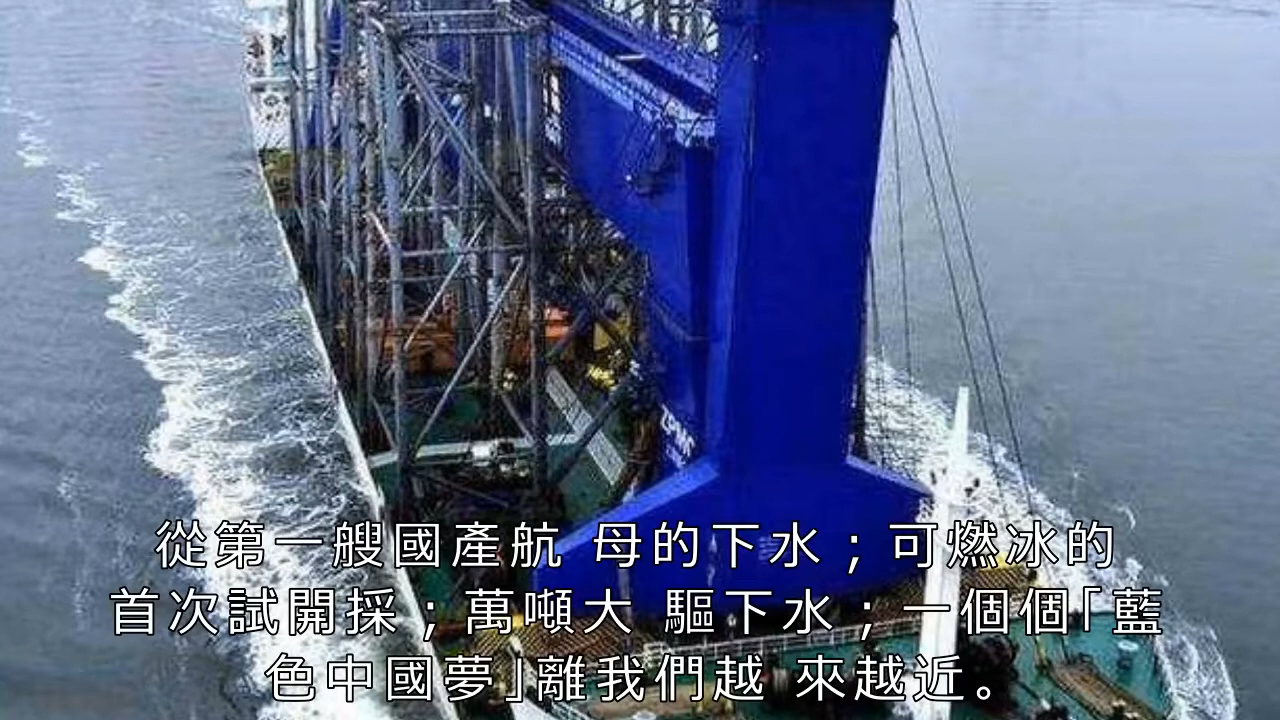 從第一艘國產航 母的下水；可燃冰的
首次試開採；萬噸大 驅下水；一個個「藍
色中國夢」離我們越 來越近。